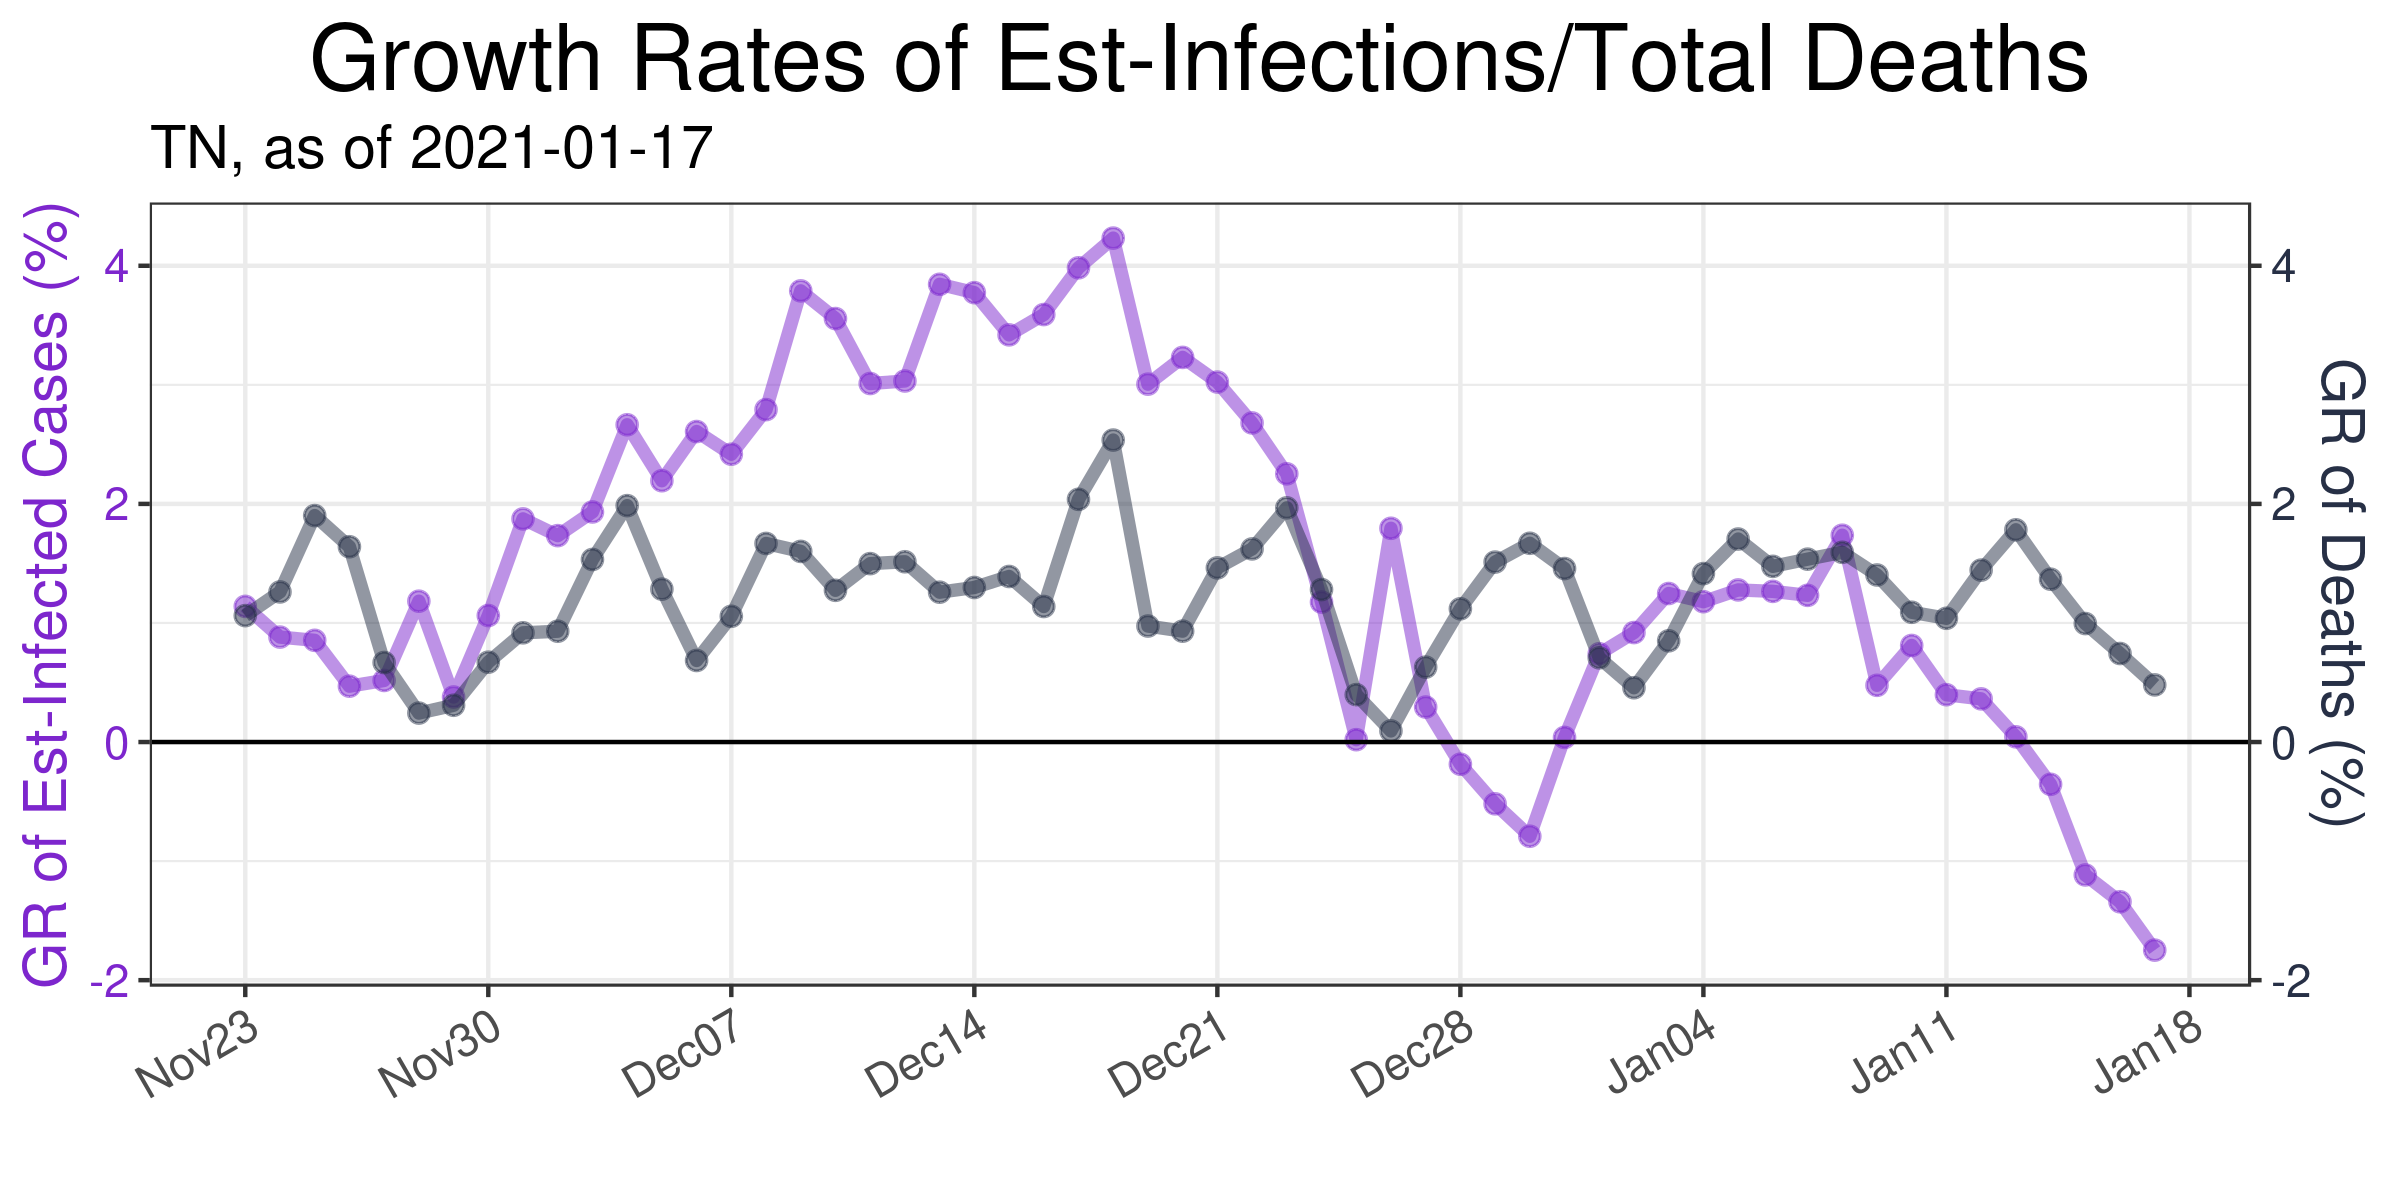 Growth Rates of Est-Infections/Total Deaths
TN, as of 2021-01-17
GR of Est-Infected Cases (%)
4
2
0
-2
4
2
0
-2
GR of Deaths (%)
Nov23
Nov30
Dec07
Dec14
Dec21
Dec28
Jan04
Jan11
Jan18